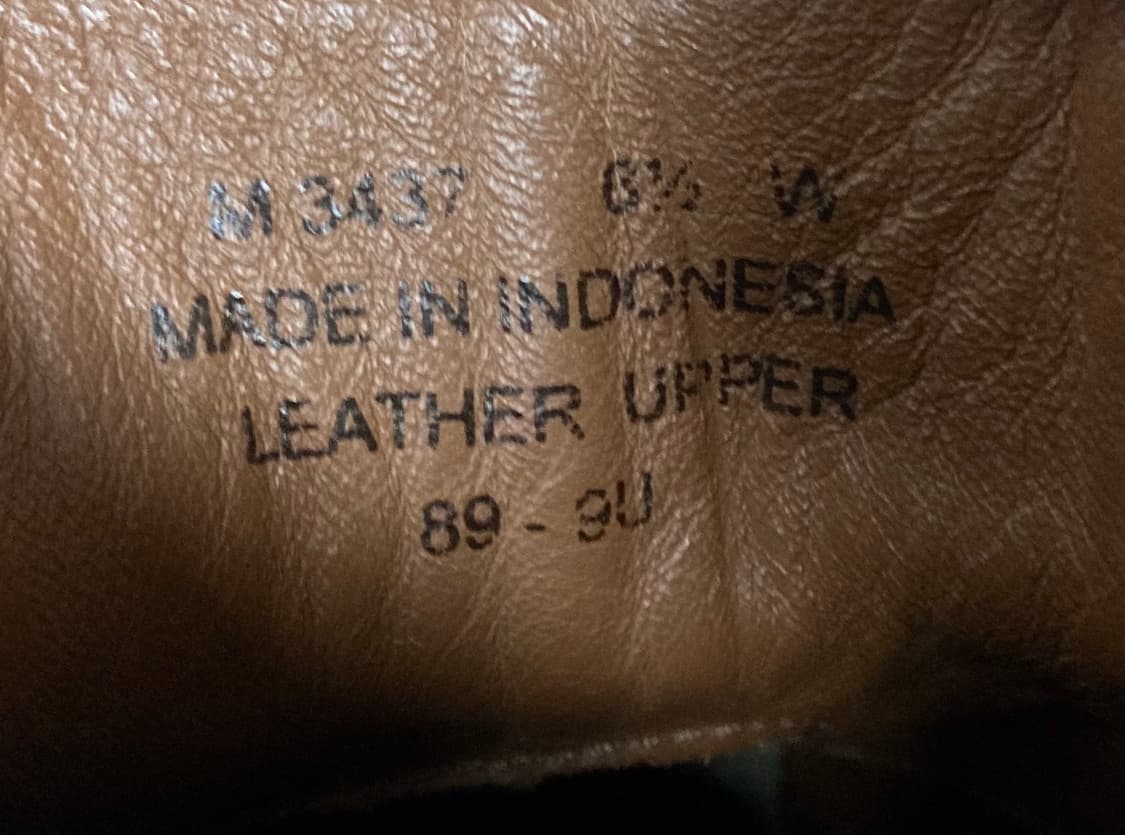 M 3437 6½ W
MADE IN INDONESIA
LEATHER UPPER
89 - 9U